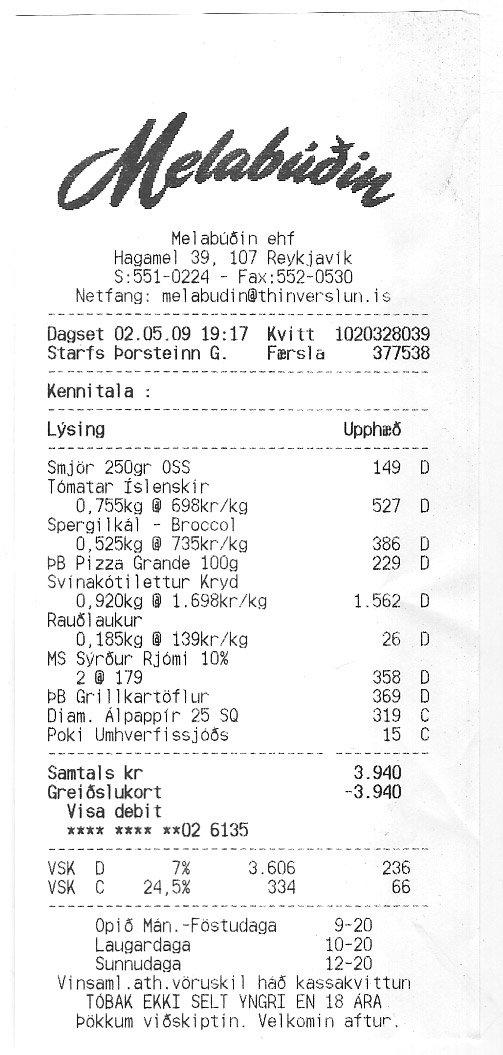 Melabúðin
Melabúðin ehf
Hagamel 39, 107 Reykjavík
S:551-0224 - Fax:552-0530
Netfang: melabudin@thinverslun.is
Dagset 02.05.09 19:17 Kvitt 1020328039
Starfs Þorsteinn G. Færsla 377538
Kennitala :
Lýsing Upphæð
Smjör 250gr OSS 149 D
Tómatar Íslenskir
0,755kg @ 698kr/kg 527 D
Spergilkál - Broccol
0,525kg @ 735kr/kg 386 D
ÞB Pizza Grande 100g 229 D
Svínakótilettur Kryd
0,920kg @ 1.698kr/kg 1.562 D
Rauðlaukur
0,185kg @ 139kr/kg 26 D
MS Sýrður Rjómi 10%
2 @ 179 358 D
ÞB Grillkartöflur 369 D
Diam. Álpappír 25 SQ 319 C
Poki Umhverfissjóðs 15 C
Samtals kr 3.940
Greiðslukort -3.940
Visa debit
**** **** **02 6135
VSK D 7% 3.606 236
VSK C 24,5% 334 66
Opið Mán.-Föstudaga 9-20
Laugardaga 10-20
Sunnudaga 12-20
Vinsaml.ath.vöruskil háð kassakvittun
TÓBAK EKKI SELT YNGRI EN 18 ÁRA
Þökkum viðskiptin. Velkomin aftur.